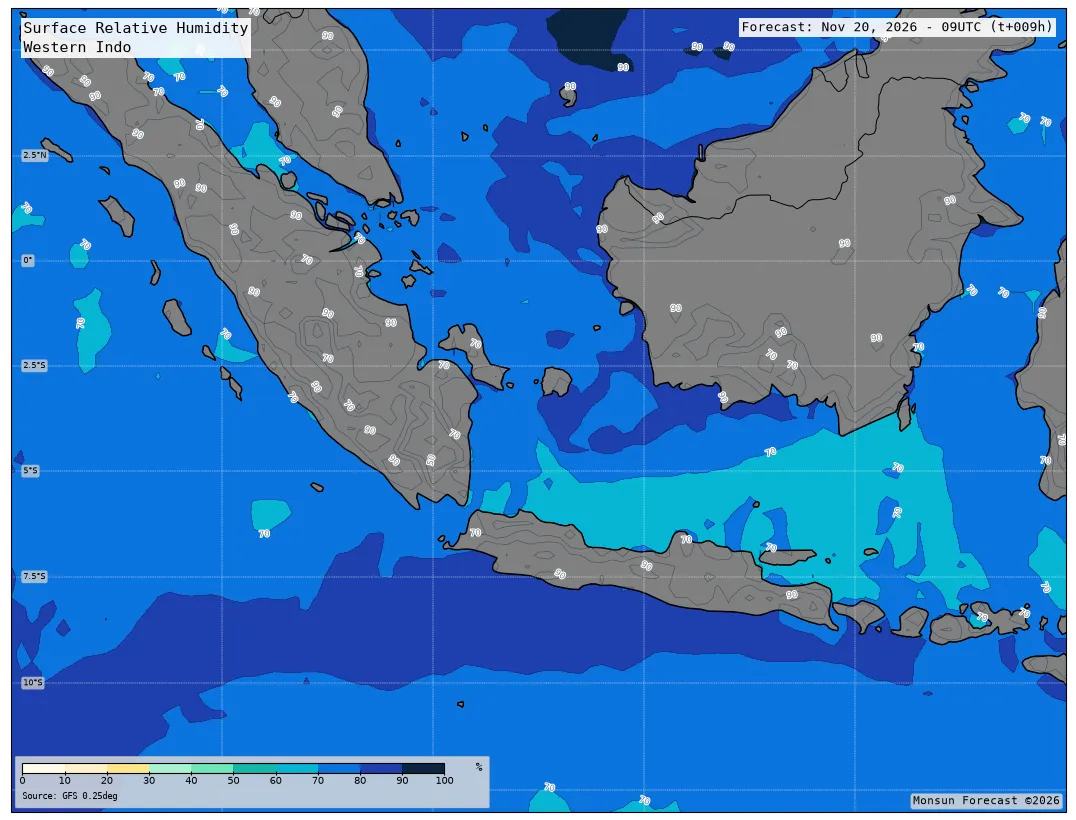 Surface Relative Humidity
Western Indo
Forecast: Nov 20, 2026 - 09UTC (t+009h)
2.5°N
0°
2.5°S
5°S
7.5°S
10°S
0 10 20 30 40 50 60 70 80 90 100 %
Source: GFS 0.25deg
Monsun Forecast ©2026